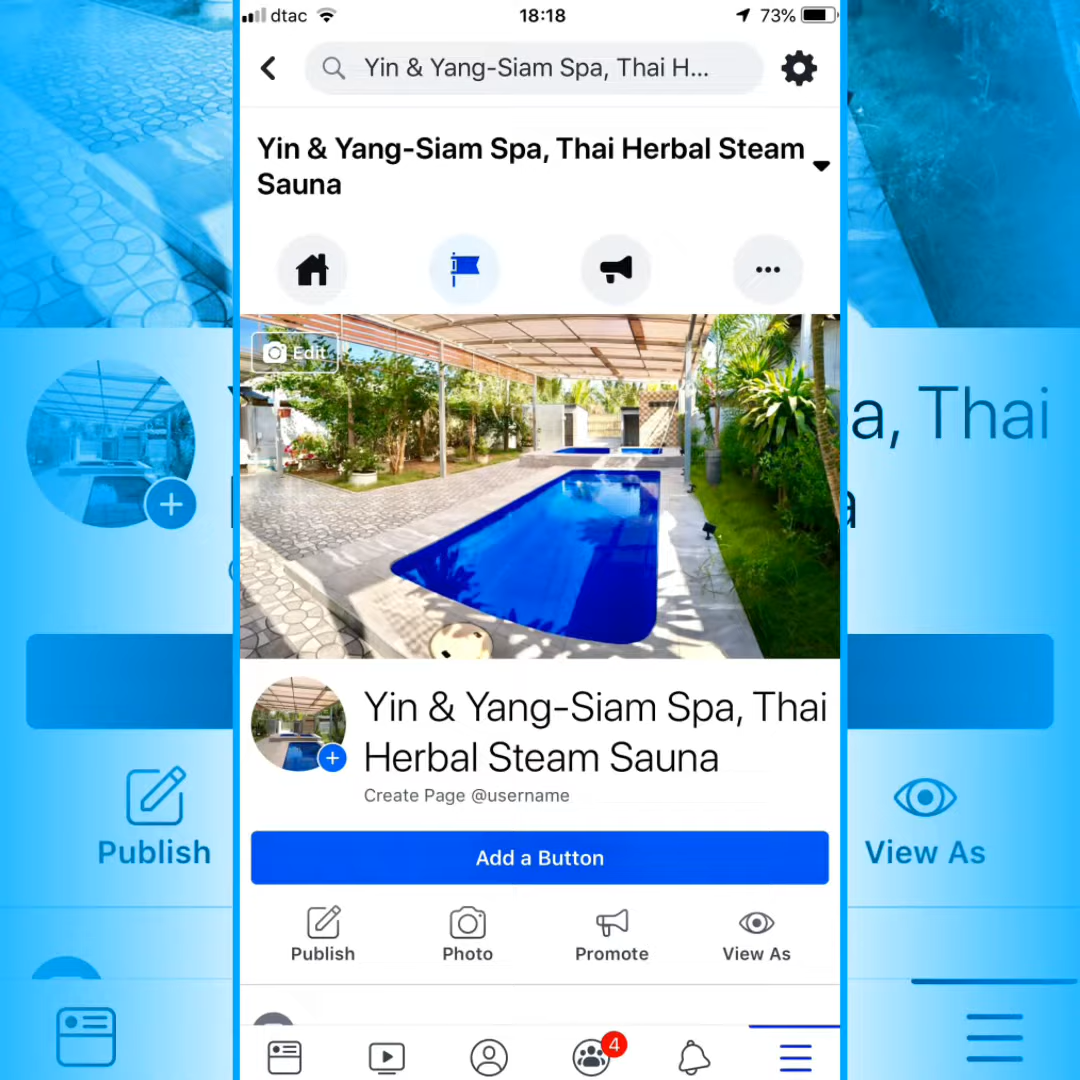 dtac
18:18
73%
Yin & Yang-Siam Spa, Thai H...
Yin & Yang-Siam Spa, Thai Herbal Steam
Sauna
Edit
Yin & Yang-Siam Spa, Thai
Herbal Steam Sauna
Create Page @username
Add a Button
Publish
Photo
Promote
View As
4
a, Thai
Publish
View As